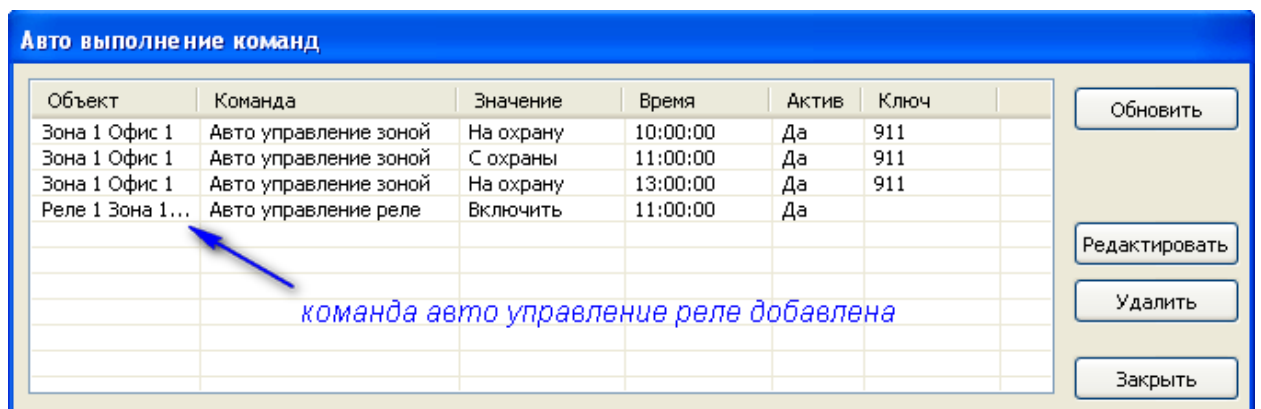 Авто выполнение команд
Объект Команда Значение Время Актив Ключ
Обновить
Зона 1 Офис 1 Авто управление зоной На охрану 10:00:00 Да 911
Зона 1 Офис 1 Авто управление зоной С охраны 11:00:00 Да 911
Зона 1 Офис 1 Авто управление зоной На охрану 13:00:00 Да 911
Реле 1 Зона 1... Авто управление реле Включить 11:00:00 Да
Редактировать
команда авто управление реле добавлена
Удалить
Закрыть